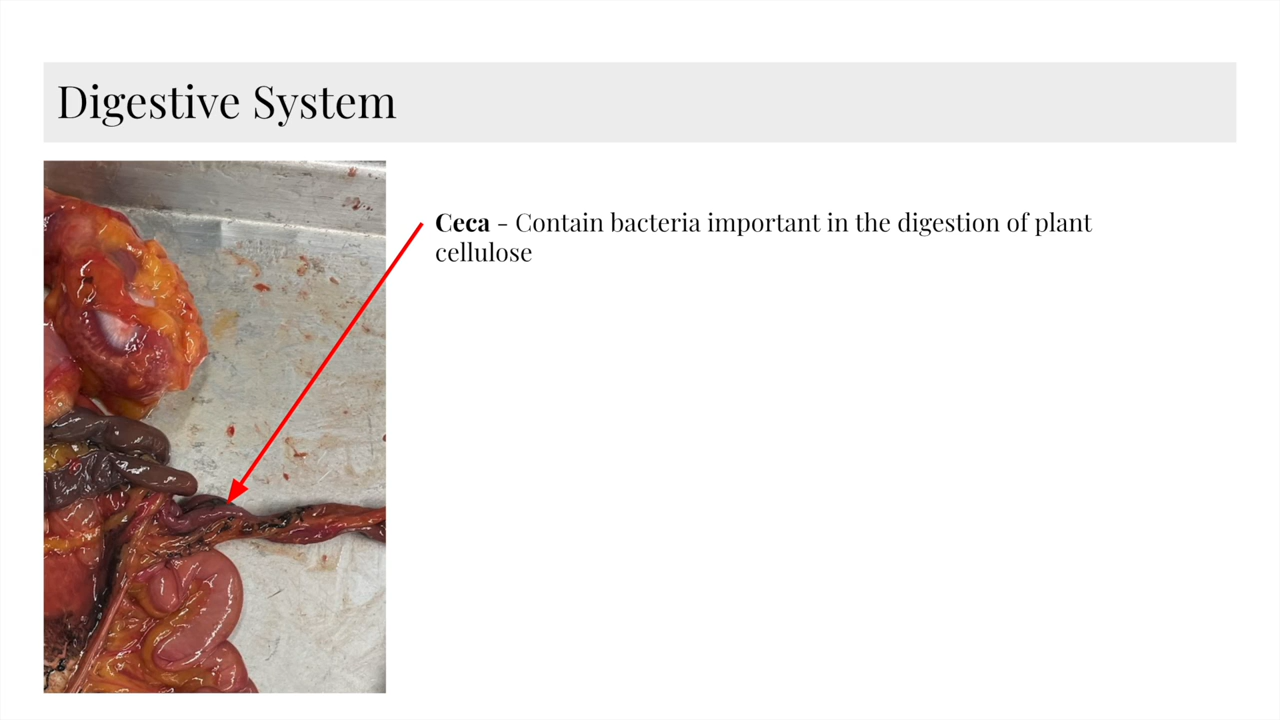 Digestive System
Ceca - Contain bacteria important in the digestion of plant
cellulose